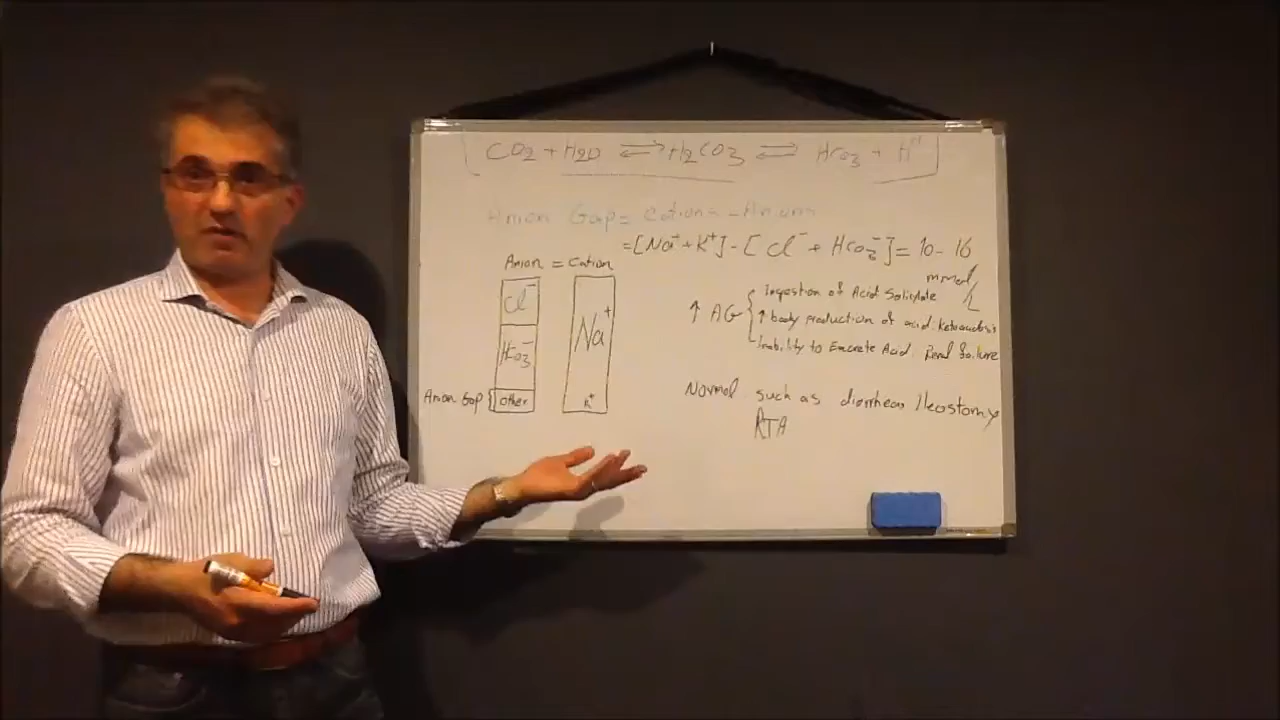 [ CO2 + H2O ⇌ H2CO3 ⇌ HCO3 + H+ ]
Anion Gap = Cations - Anions
= [Na+ + K+] - [Cl- + HCO3-] = 10 - 16
mmol/L
Anion = Cation
Cl-
HCO3-
Anion Gap { other
Na+
K+
↑ AG { Ingestion of Acid Salicylate
↑ body production of acid: Ketoacidosis
Inability to Excrete Acid: Renal failure
Normal such as diarrhea Ileostomy
RTA